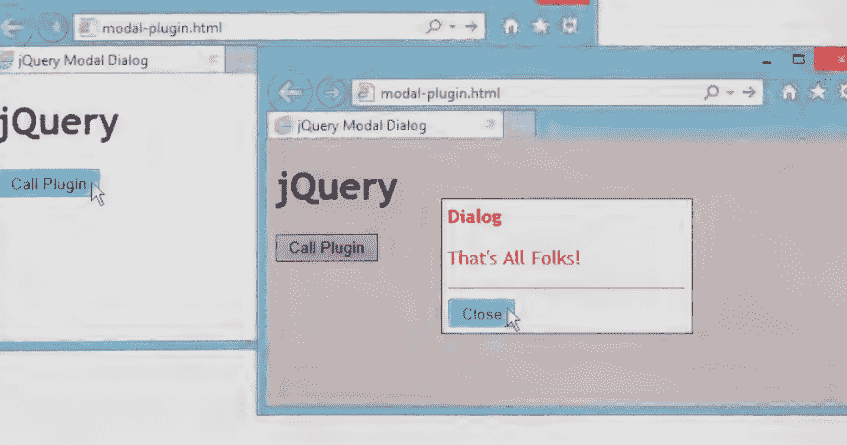 modal-plugin.html
jQuery Modal Dialog
jQuery
Call Plugin
modal-plugin.html
jQuery Modal Dialog
jQuery
Call Plugin
Dialog
That's All Folks!
Close